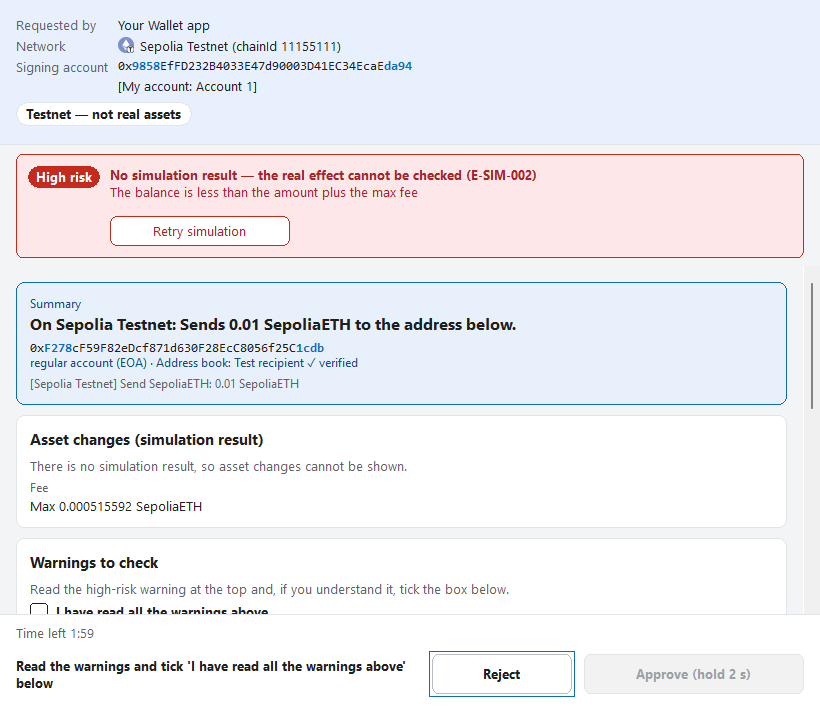 Requested by Your Wallet app
Network Sepolia Testnet (chainId 11155111)
Signing account 0x9858EfFD232B4033E47d90003D41EC34EcaEda94
[My account: Account 1]
Testnet — not real assets
High risk No simulation result — the real effect cannot be checked (E-SIM-002)
The balance is less than the amount plus the max fee
Retry simulation
Summary
On Sepolia Testnet: Sends 0.01 SepoliaETH to the address below.
0xF278cF59F82eDcf871d630F28EcC8056f25C1cdb
regular account (EOA) · Address book: Test recipient ✓ verified
[Sepolia Testnet] Send SepoliaETH: 0.01 SepoliaETH
Asset changes (simulation result)
There is no simulation result, so asset changes cannot be shown.
Fee
Max 0.000515592 SepoliaETH
Warnings to check
Read the high-risk warning at the top and, if you understand it, tick the box below.
I have read all the warnings above
Time left 1:59
Read the warnings and tick 'I have read all the warnings above'
below
Reject
Approve (hold 2 s)